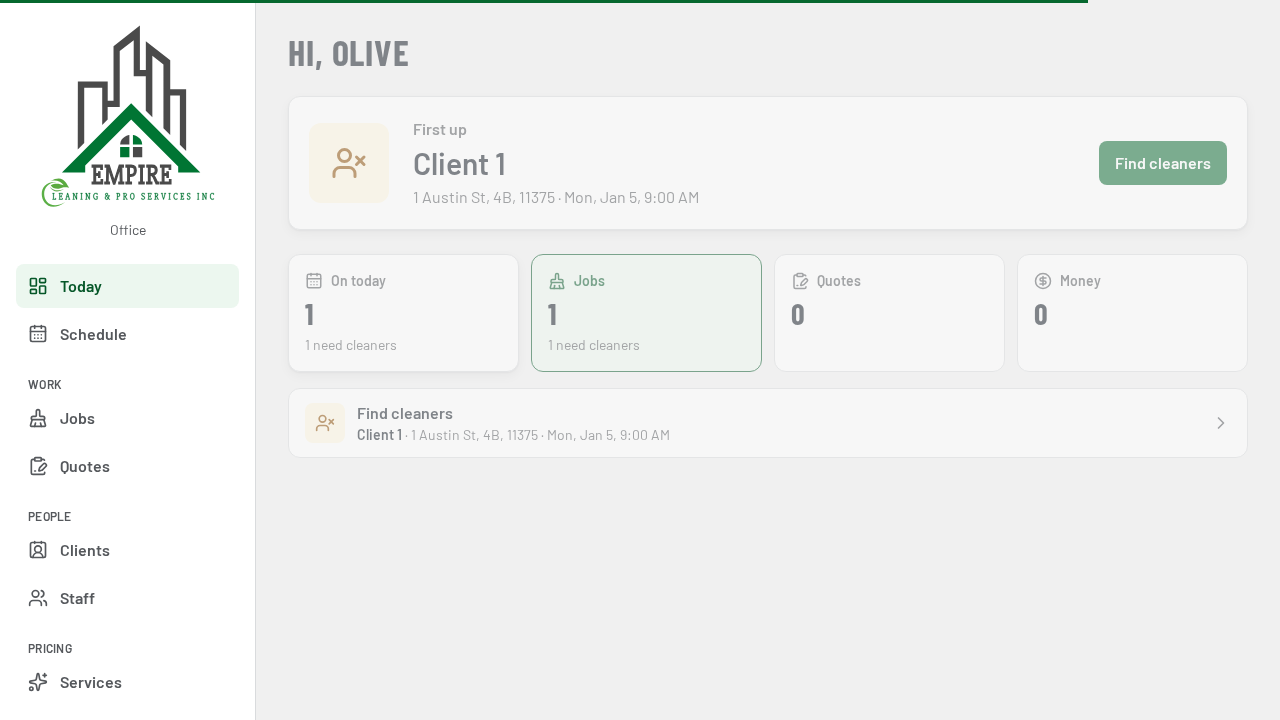 EMPIRE
LEANING & PRO SERVICES INC
Office
Today
Schedule
WORK
Jobs
Quotes
PEOPLE
Clients
Staff
PRICING
Services
HI, OLIVE
First up
Client 1
1 Austin St, 4B, 11375 · Mon, Jan 5, 9:00 AM
Find cleaners
On today
1
1 need cleaners
Jobs
1
1 need cleaners
Quotes
0
Money
0
Find cleaners
Client 1 · 1 Austin St, 4B, 11375 · Mon, Jan 5, 9:00 AM